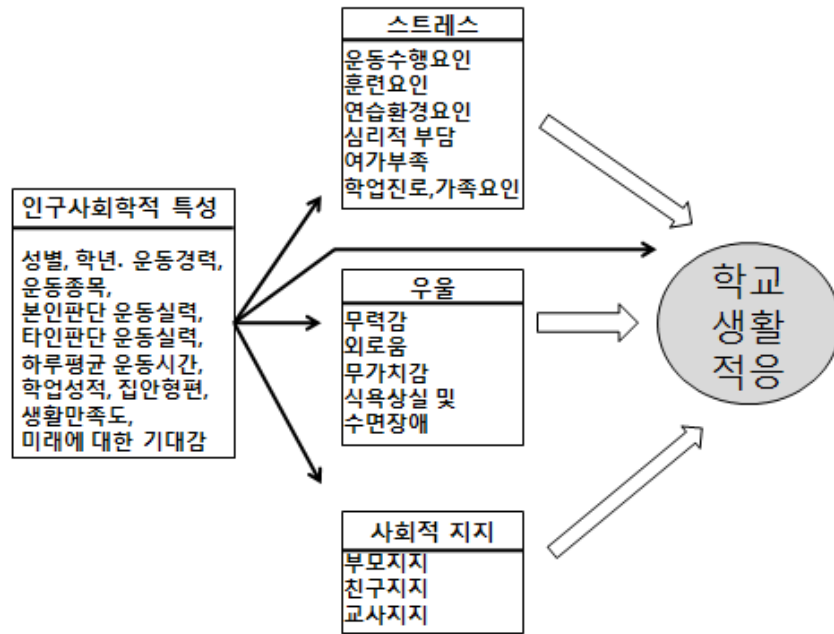 스트레스
운동수행요인
훈련요인
연습환경요인
심리적 부담
여가부족
학업진로,가족요인
인구사회학적 특성
성별, 학년. 운동경력,
운동종목,
본인판단 운동실력,
타인판단 운동실력,
하루평균 운동시간,
학업성적, 집안형편,
생활만족도,
미래에 대한 기대감
우울
무력감
외로움
무가치감
식욕상실 및
수면장애
사회적 지지
부모지지
친구지지
교사지지
학교
생활
적응